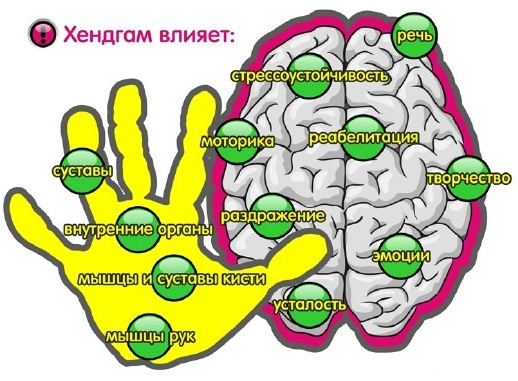 Хендгам влияет:
речь
стрессоустойчивость
моторика
реабелитация
суставы
творчество
раздражение
внутренние органы
эмоции
мышцы и суставы кисти
усталость
мышцы рук